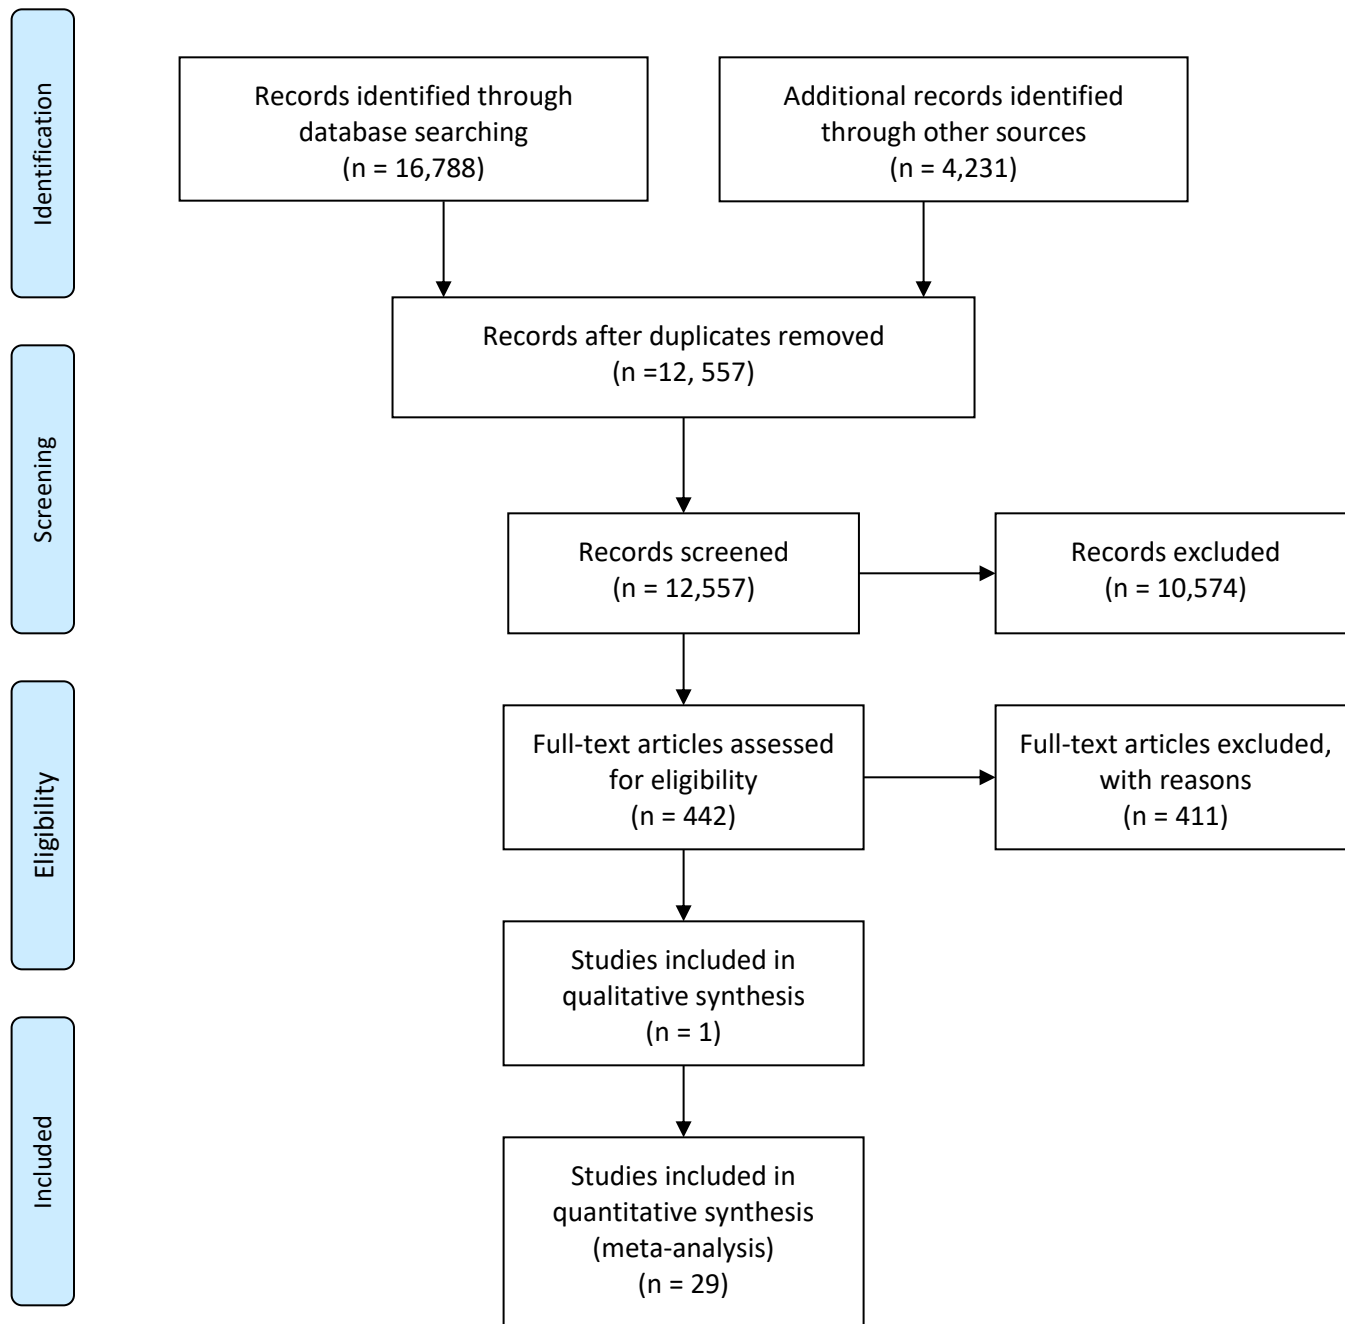 Identification
Records identified through
database searching
(n = 16,788)
Additional records identified
through other sources
(n = 4,231)
Records after duplicates removed
(n =12, 557)
Screening
Records screened
(n = 12,557)
Records excluded
(n = 10,574)
Eligibility
Full-text articles assessed
for eligibility
(n = 442)
Full-text articles excluded,
with reasons
(n = 411)
Studies included in
qualitative synthesis
(n = 1)
Included
Studies included in
quantitative synthesis
(meta-analysis)
(n = 29)